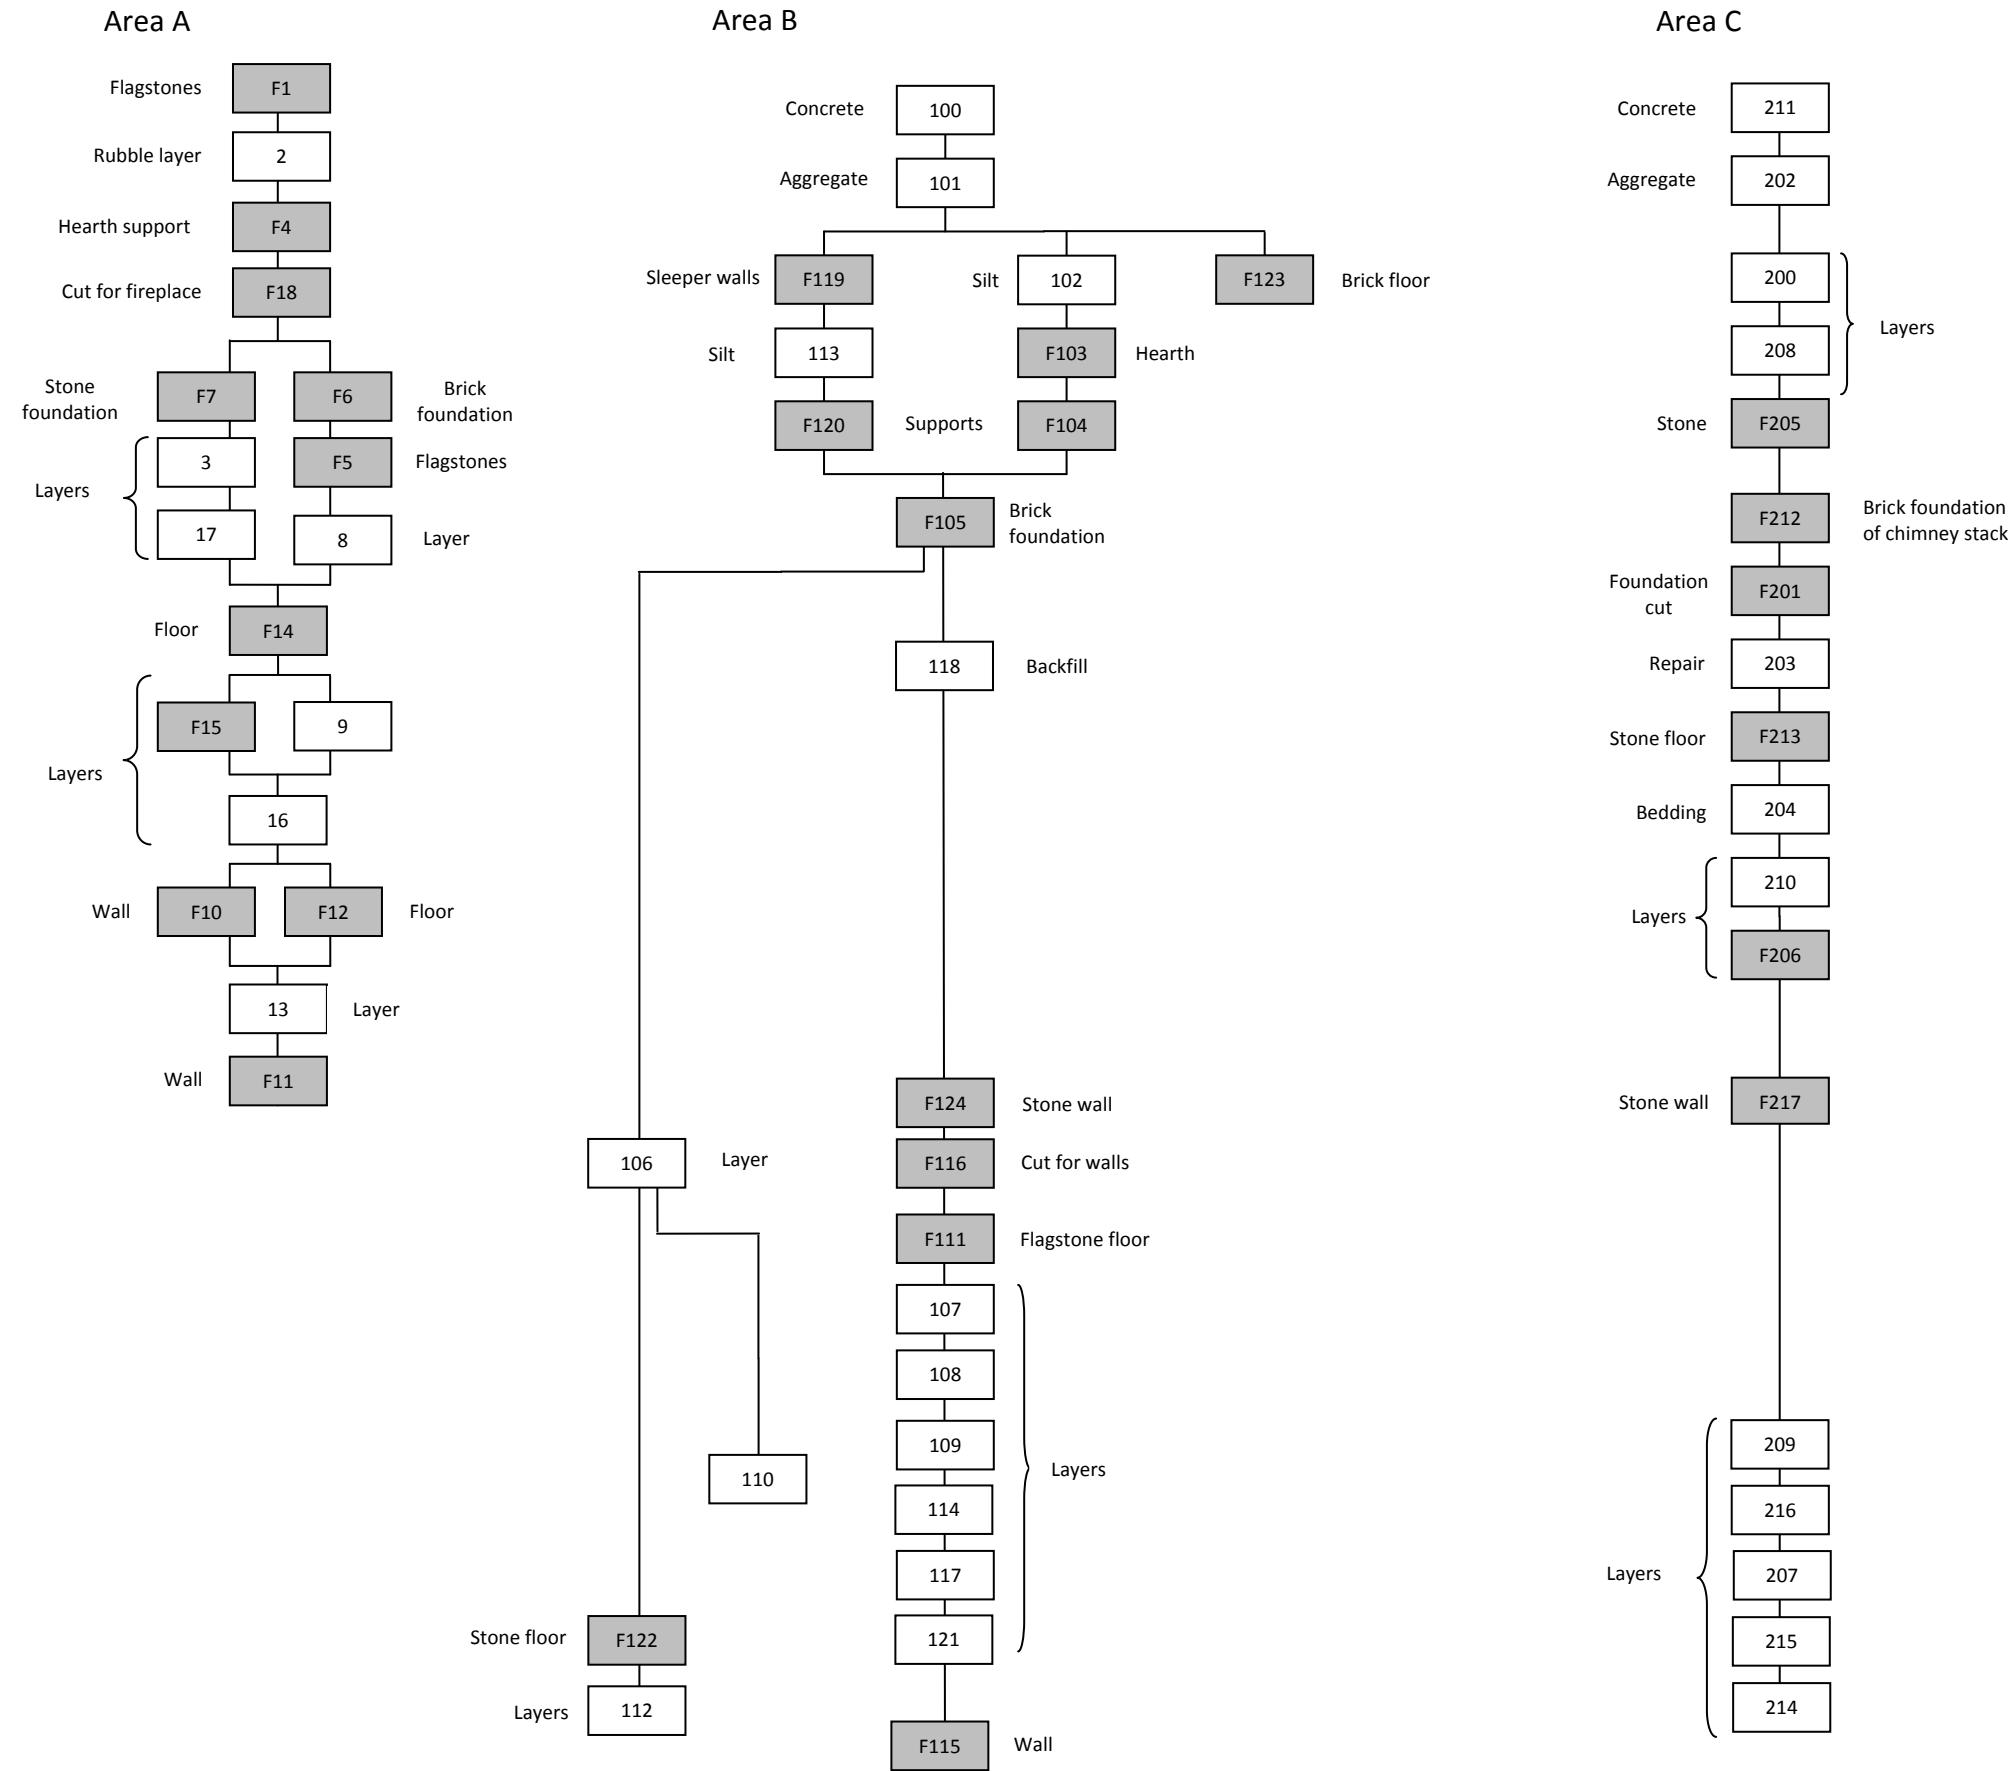 Area A
Area B
Area C
Flagstones
F1
Rubble layer
2
Hearth support
F4
Cut for fireplace
F18
Stone
foundation
F7
F6
Brick
foundation
3
F5
Flagstones
Layers
17
8
Layer
Floor
F14
F15
9
Layers
16
Wall
F10
F12
Floor
13
Layer
Wall
F11
Concrete
100
Aggregate
101
Sleeper walls
F119
Silt
102
F123
Brick floor
Silt
113
F103
Hearth
F120
Supports
F104
F105
Brick
foundation
118
Backfill
F124
Stone wall
106
Layer
F116
Cut for walls
F111
Flagstone floor
107
108
109
110
Layers
114
117
Stone floor
F122
121
Layers
112
F115
Wall
Concrete
211
Aggregate
202
200
Layers
208
Stone
F205
F212
Brick foundation
of chimney stack
Foundation
cut
F201
Repair
203
Stone floor
F213
Bedding
204
210
Layers
F206
Stone wall
F217
209
216
Layers
207
215
214